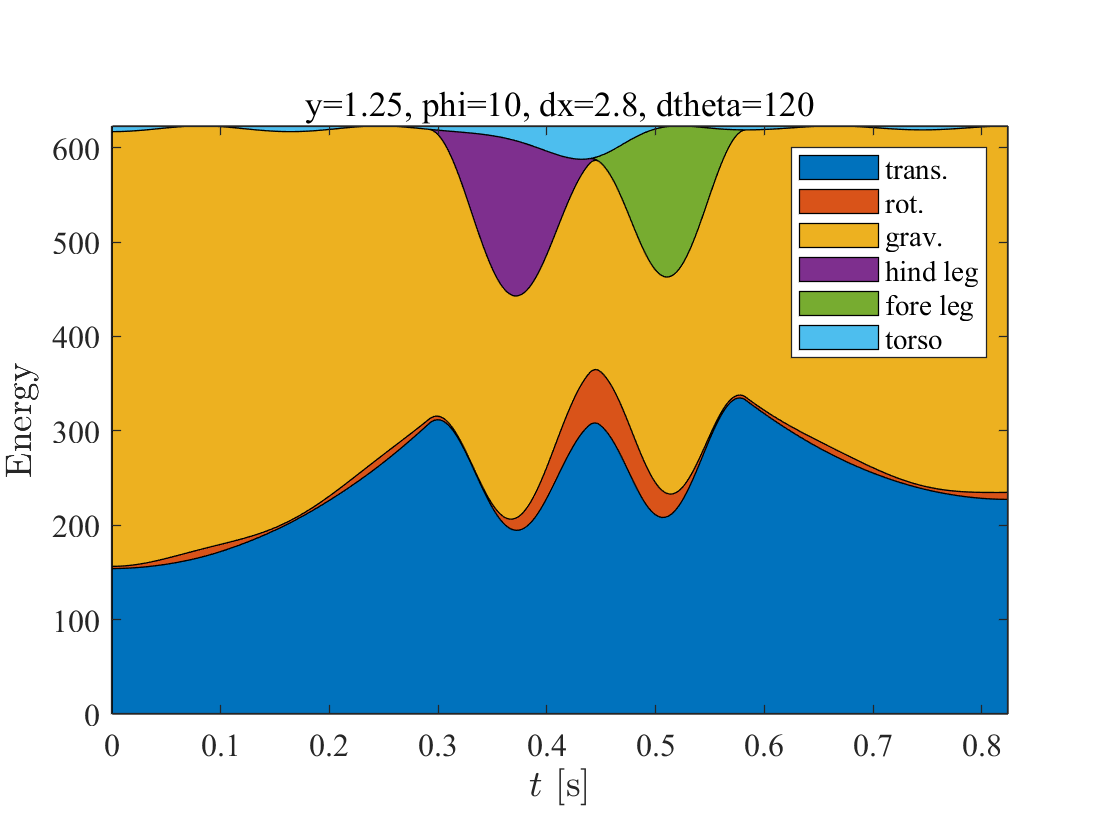 y=1.25, phi=10, dx=2.8, dtheta=120
600
500
400
300
200
100
0
Energy
trans.
rot.
grav.
hind leg
fore leg
torso
0 0.1 0.2 0.3 0.4 0.5 0.6 0.7 0.8
t [s]